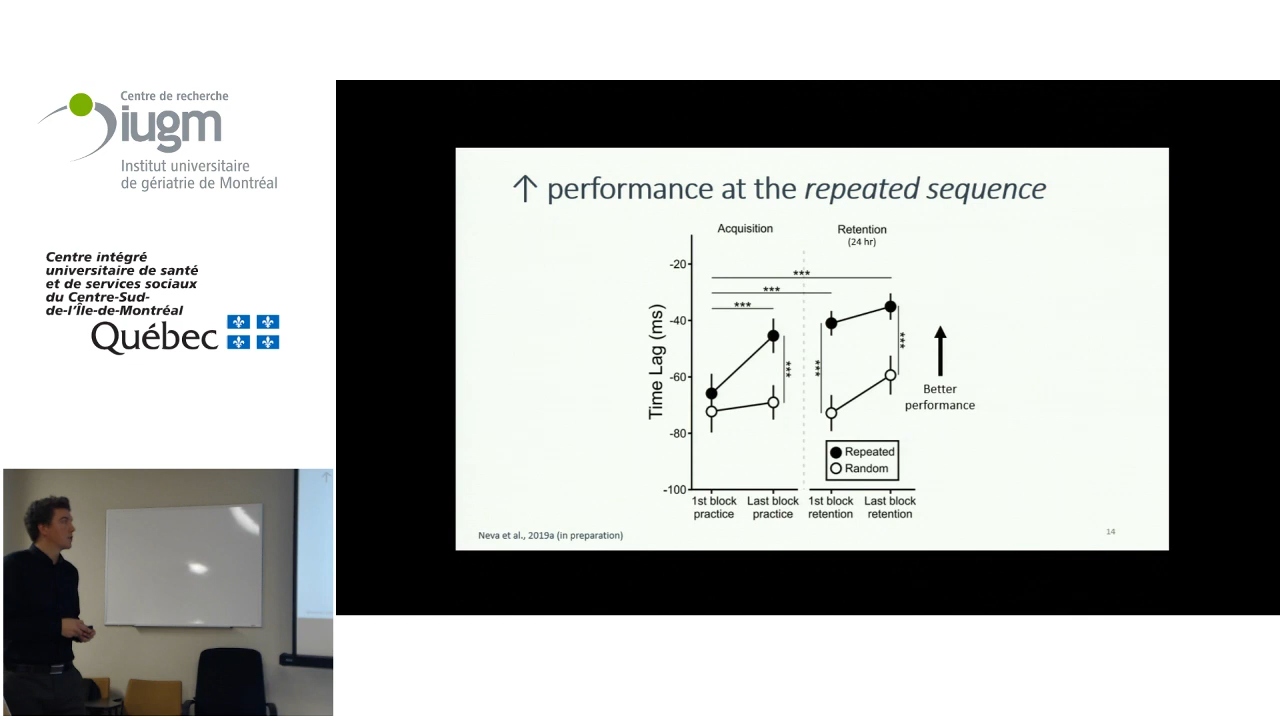 Centre de recherche
iugm
Institut universitaire
de gériatrie de Montréal
Centre intégré
universitaire de santé
et de services sociaux
du Centre-Sud-
de-l'Île-de-Montréal
Québec
↑ performance at the repeated sequence
Acquisition
Retention
(24 hr)
Time Lag (ms)
-20
-40
-60
-80
-100
***
***
***
***
***
***
Better
performance
Repeated
Random
1st block
practice
Last block
practice
1st block
retention
Last block
retention
Neva et al., 2019a (in preparation)
14